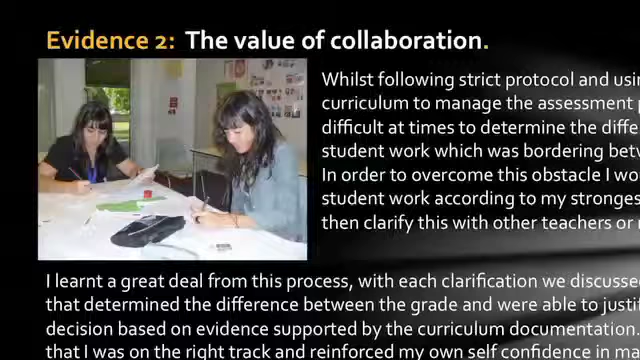 Evidence 2: The value of collaboration.
Whilst following strict protocol and usin
curriculum to manage the assessment p
difficult at times to determine the diffe
student work which was bordering betw
In order to overcome this obstacle I wou
student work according to my stronges
then clarify this with other teachers or
I learnt a great deal from this process, with each clarification we discussed
that determined the difference between the grade and were able to justif
decision based on evidence supported by the curriculum documentation.
that I was on the right track and reinforced my own self confidence in ma